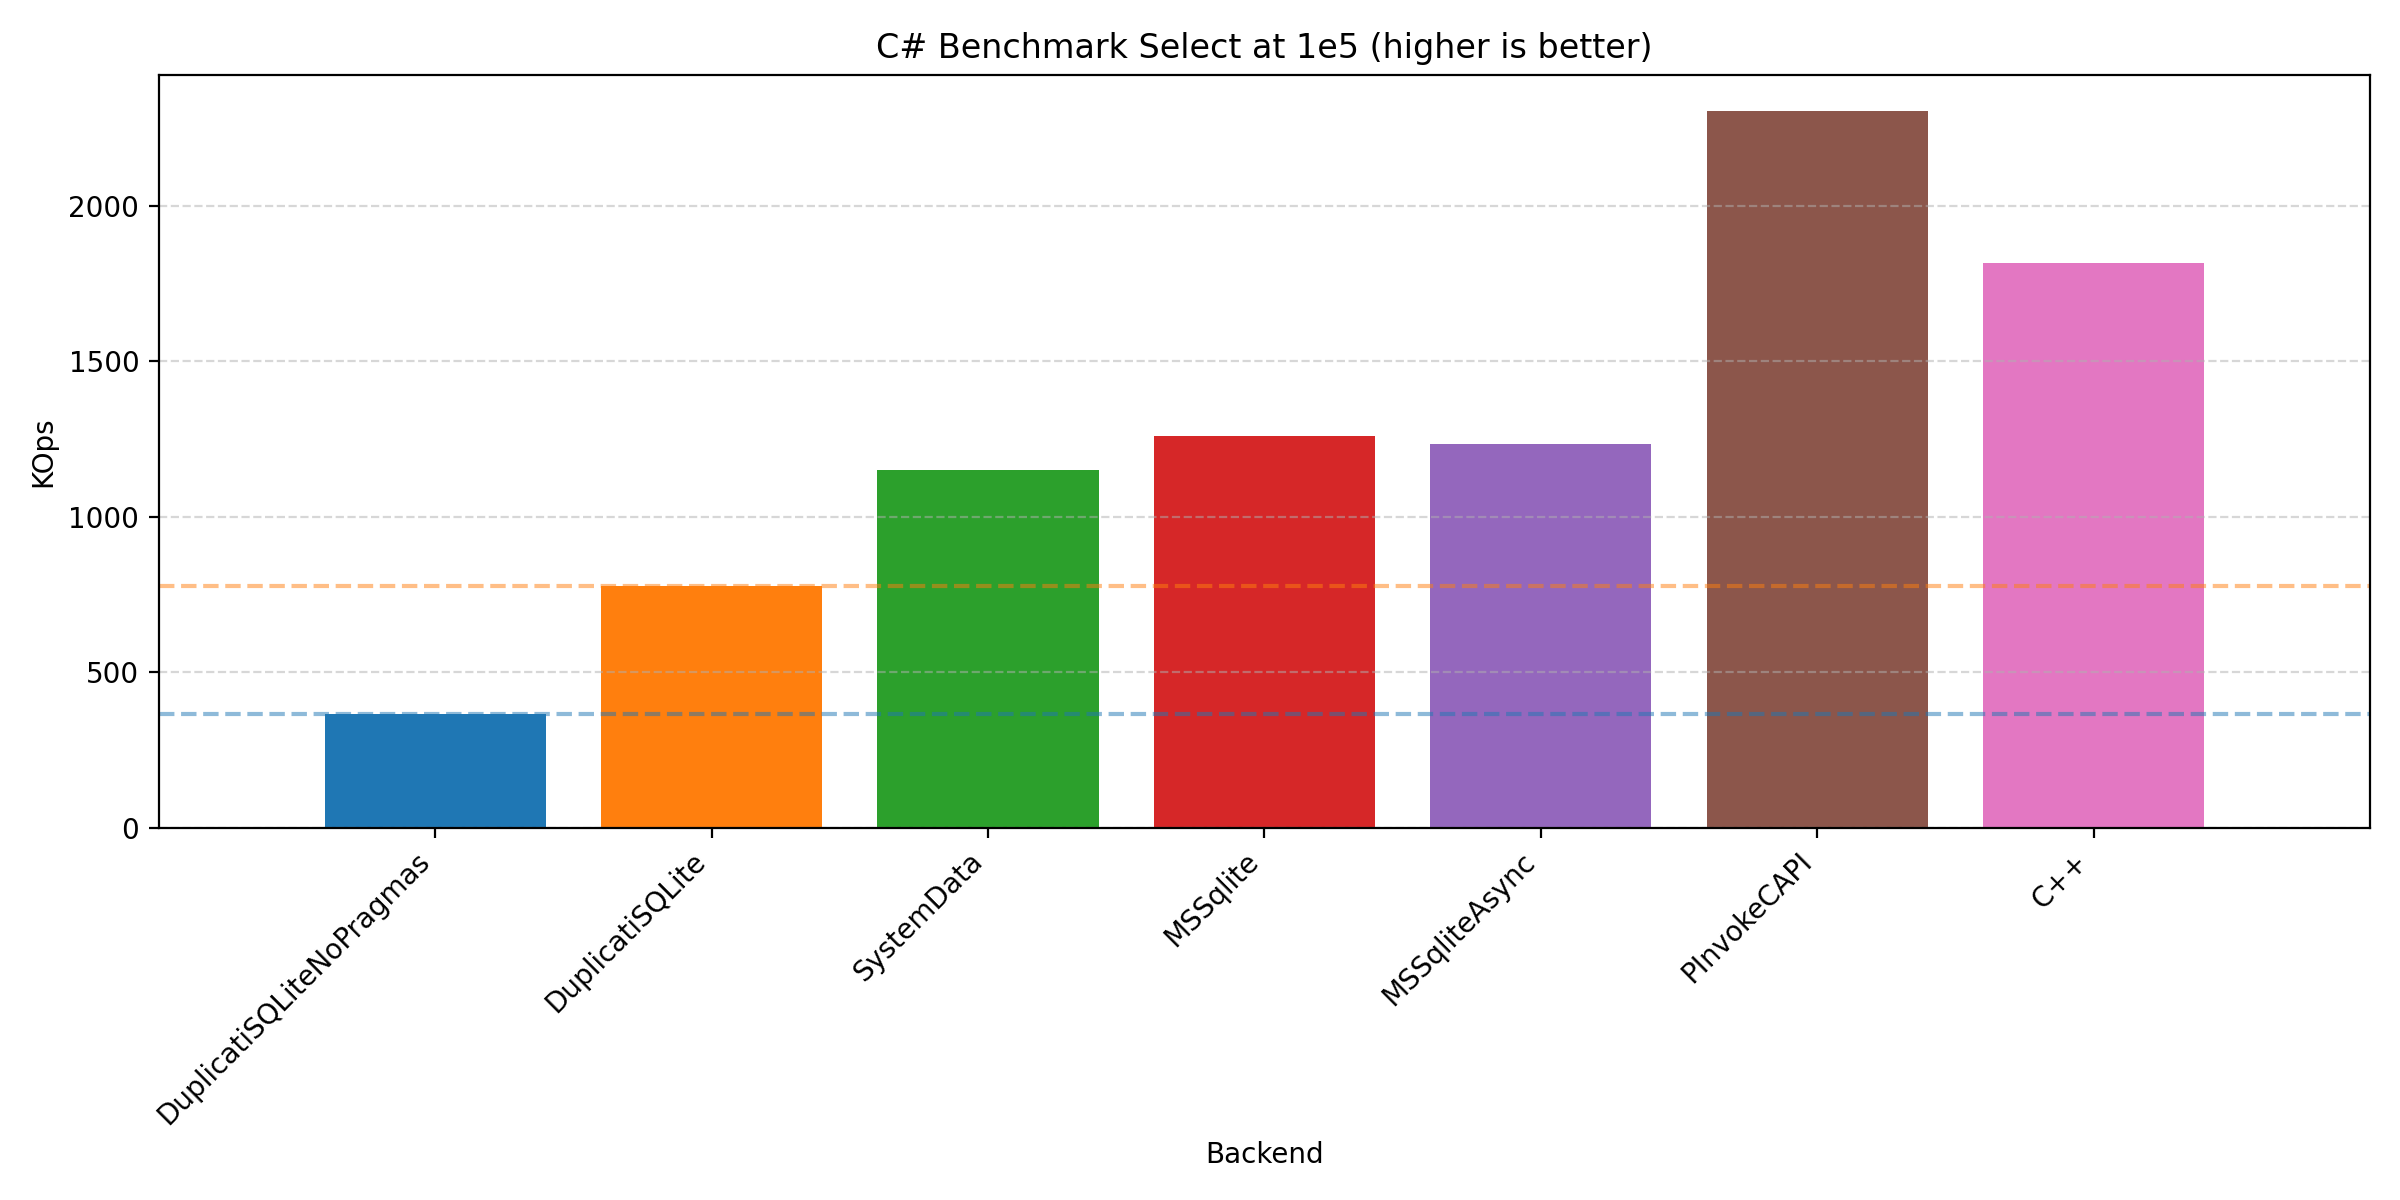 C# Benchmark Select at 1e5 (higher is better)
KOps
2000
1500
1000
500
0
DuplicatiSQLiteNoPragmas
DuplicatiSQLite
SystemData
MSSqlite
MSSqliteAsync
PInvokeCAPI
C++
Backend